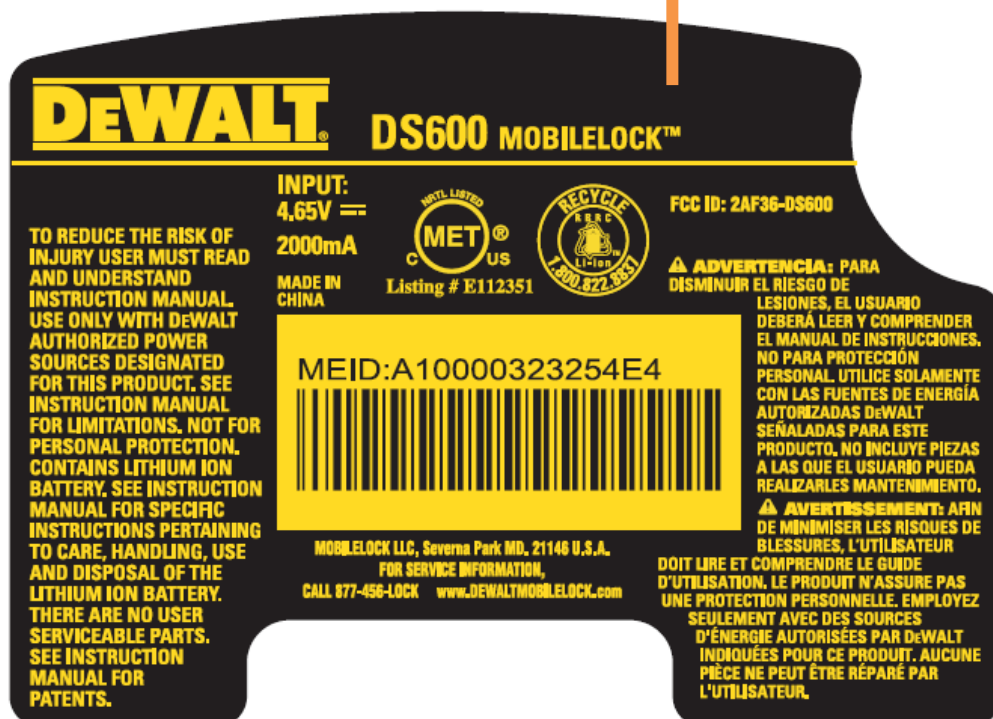 DEWALT®
DS600 MOBILELOCK™
TO REDUCE THE RISK OF
INJURY USER MUST READ
AND UNDERSTAND
INSTRUCTION MANUAL.
USE ONLY WITH DEWALT
AUTHORIZED POWER
SOURCES DESIGNATED
FOR THIS PRODUCT. SEE
INSTRUCTION MANUAL
FOR LIMITATIONS. NOT FOR
PERSONAL PROTECTION.
CONTAINS LITHIUM ION
BATTERY. SEE INSTRUCTION
MANUAL FOR SPECIFIC
INSTRUCTIONS PERTAINING
TO CARE, HANDLING, USE
AND DISPOSAL OF THE
LITHIUM ION BATTERY.
THERE ARE NO USER
SERVICEABLE PARTS.
SEE INSTRUCTION
MANUAL FOR
PATENTS.
INPUT:
4.65V
2000mA
MADE IN
CHINA
NRTL LISTED
MET®
C US
Listing # E112351
RECYCLE
RBRC
Li-ion
1.800.822.8837
FCC ID: 2AF36-DS600
MEID:A10000323254E4
MOBILELOCK LLC, Severna Park MD. 21146 U.S.A.
FOR SERVICE INFORMATION,
CALL 877-456-LOCK www.DEWALTMOBILELOCK.com
⚠ ADVERTENCIA: PARA
DISMINUIR EL RIESGO DE
LESIONES, EL USUARIO
DEBERÁ LEER Y COMPRENDER
EL MANUAL DE INSTRUCCIONES.
NO PARA PROTECCIÓN
PERSONAL. UTILICE SOLAMENTE
CON LAS FUENTES DE ENERGÍA
AUTORIZADAS DEWALT
SEÑALADAS PARA ESTE
PRODUCTO. NO INCLUYE PIEZAS
A LAS QUE EL USUARIO PUEDA
REALIZARLES MANTENIMIENTO.
⚠ AVERTISSEMENT: AFIN
DE MINIMISER LES RISQUES DE
BLESSURES, L'UTILISATEUR
DOIT LIRE ET COMPRENDRE LE GUIDE
D'UTILISATION. LE PRODUIT N'ASSURE PAS
UNE PROTECTION PERSONNELLE. EMPLOYEZ
SEULEMENT AVEC DES SOURCES
D'ÉNERGIE AUTORISÉES PAR DEWALT
INDIQUÉES POUR CE PRODUIT. AUCUNE
PIÈCE NE PEUT ÊTRE RÉPARÉ PAR
L'UTILISATEUR.